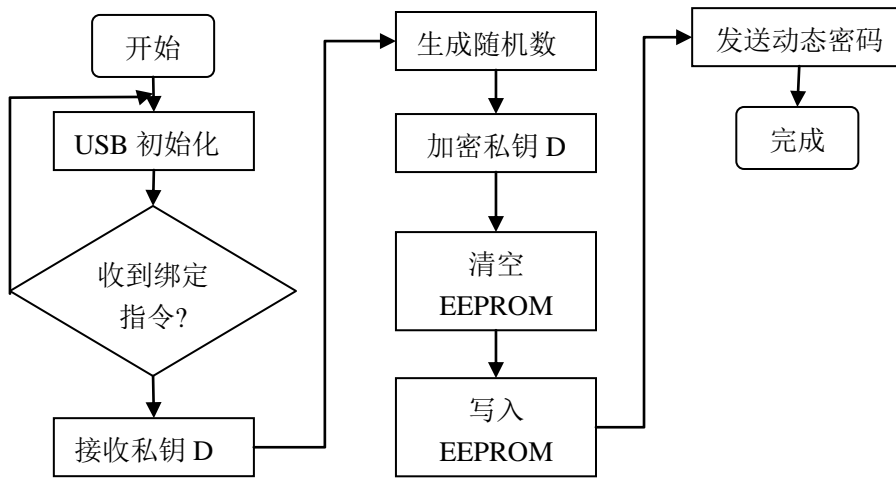 开始
USB 初始化
收到绑定
指令?
接收私钥 D
生成随机数
加密私钥 D
清空
EEPROM
写入
EEPROM
发送动态密码
完成